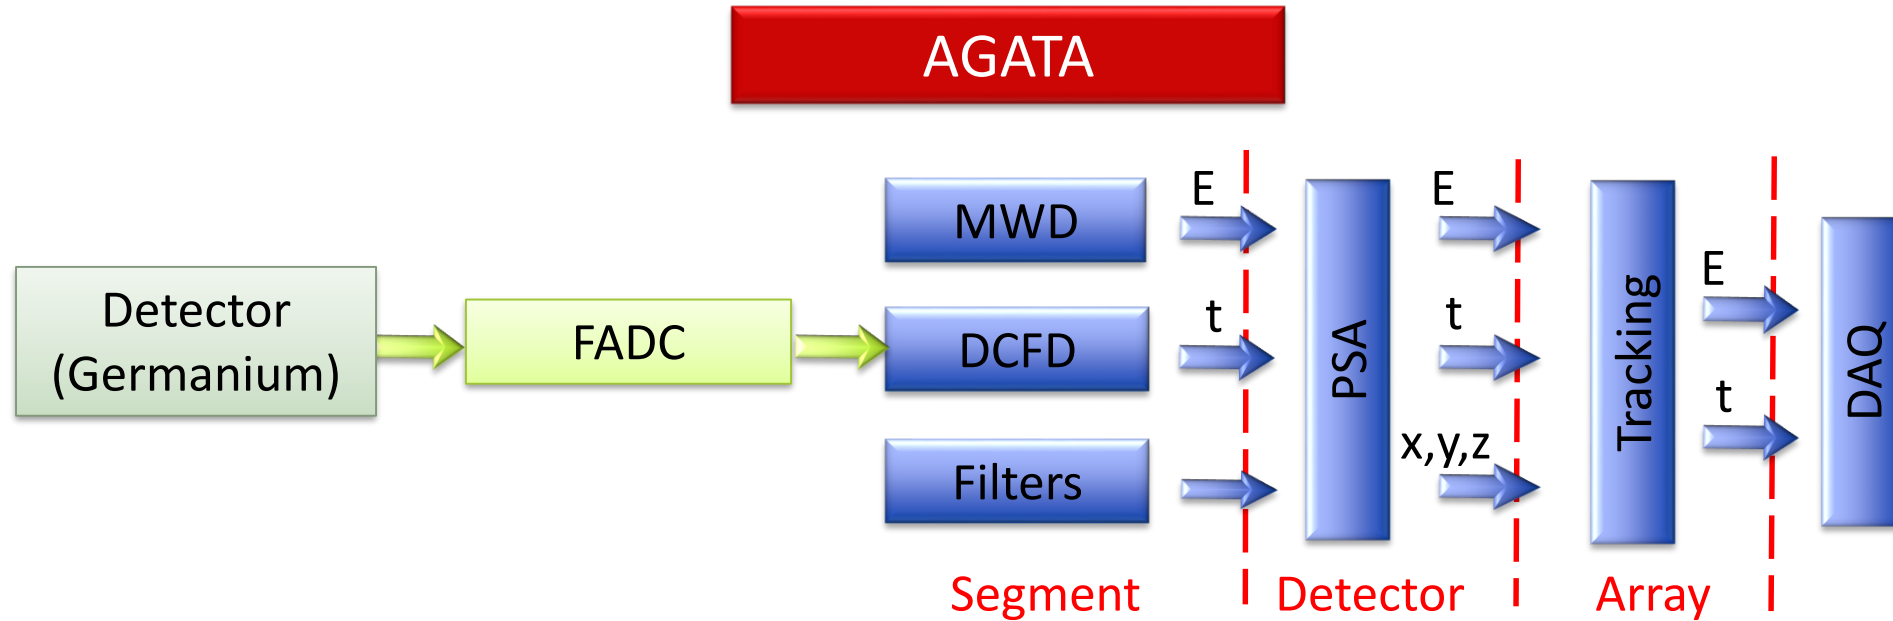 AGATA
Detector
(Germanium)
FADC
MWD
DCFD
Filters
E
t
PSA
E
t
x,y,z
Tracking
E
t
DAQ
Segment
Detector
Array